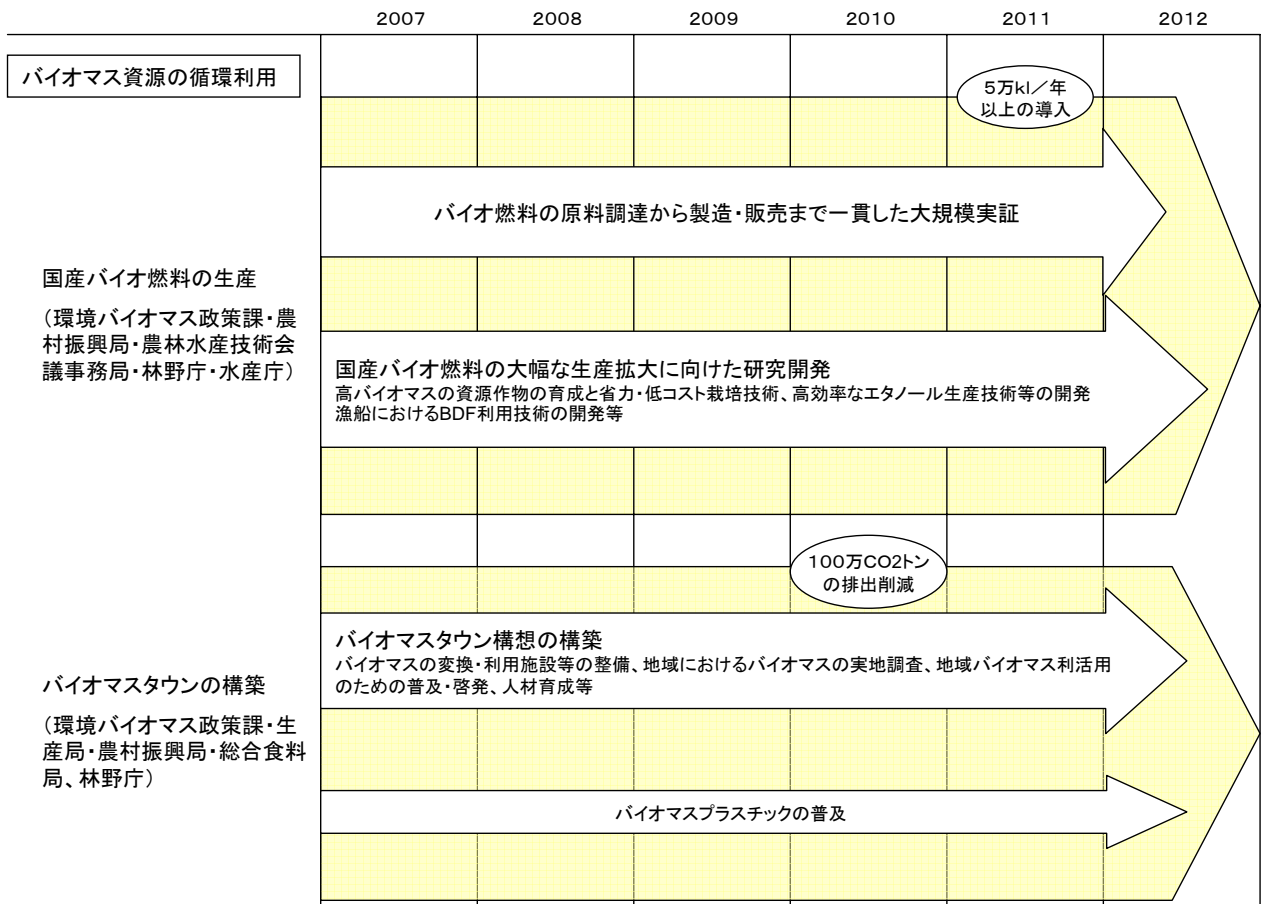 2007 2008 2009 2010 2011 2012
バイオマス資源の循環利用
5万kl／年
以上の導入
バイオ燃料の原料調達から製造・販売まで一貫した大規模実証
国産バイオ燃料の生産
（環境バイオマス政策課・農
村振興局・農林水産技術会
議事務局・林野庁・水産庁）
国産バイオ燃料の大幅な生産拡大に向けた研究開発
高バイオマスの資源作物の育成と省力・低コスト栽培技術、高効率なエタノール生産技術等の開発
漁船におけるBDF利用技術の開発等
100万CO2トン
の排出削減
バイオマスタウン構想の構築
バイオマスの変換・利用施設等の整備、地域におけるバイオマスの実地調査、地域バイオマス利活用
のための普及・啓発、人材育成等
バイオマスタウンの構築
（環境バイオマス政策課・生
産局・農村振興局・総合食料
局、林野庁）
バイオマスプラスチックの普及